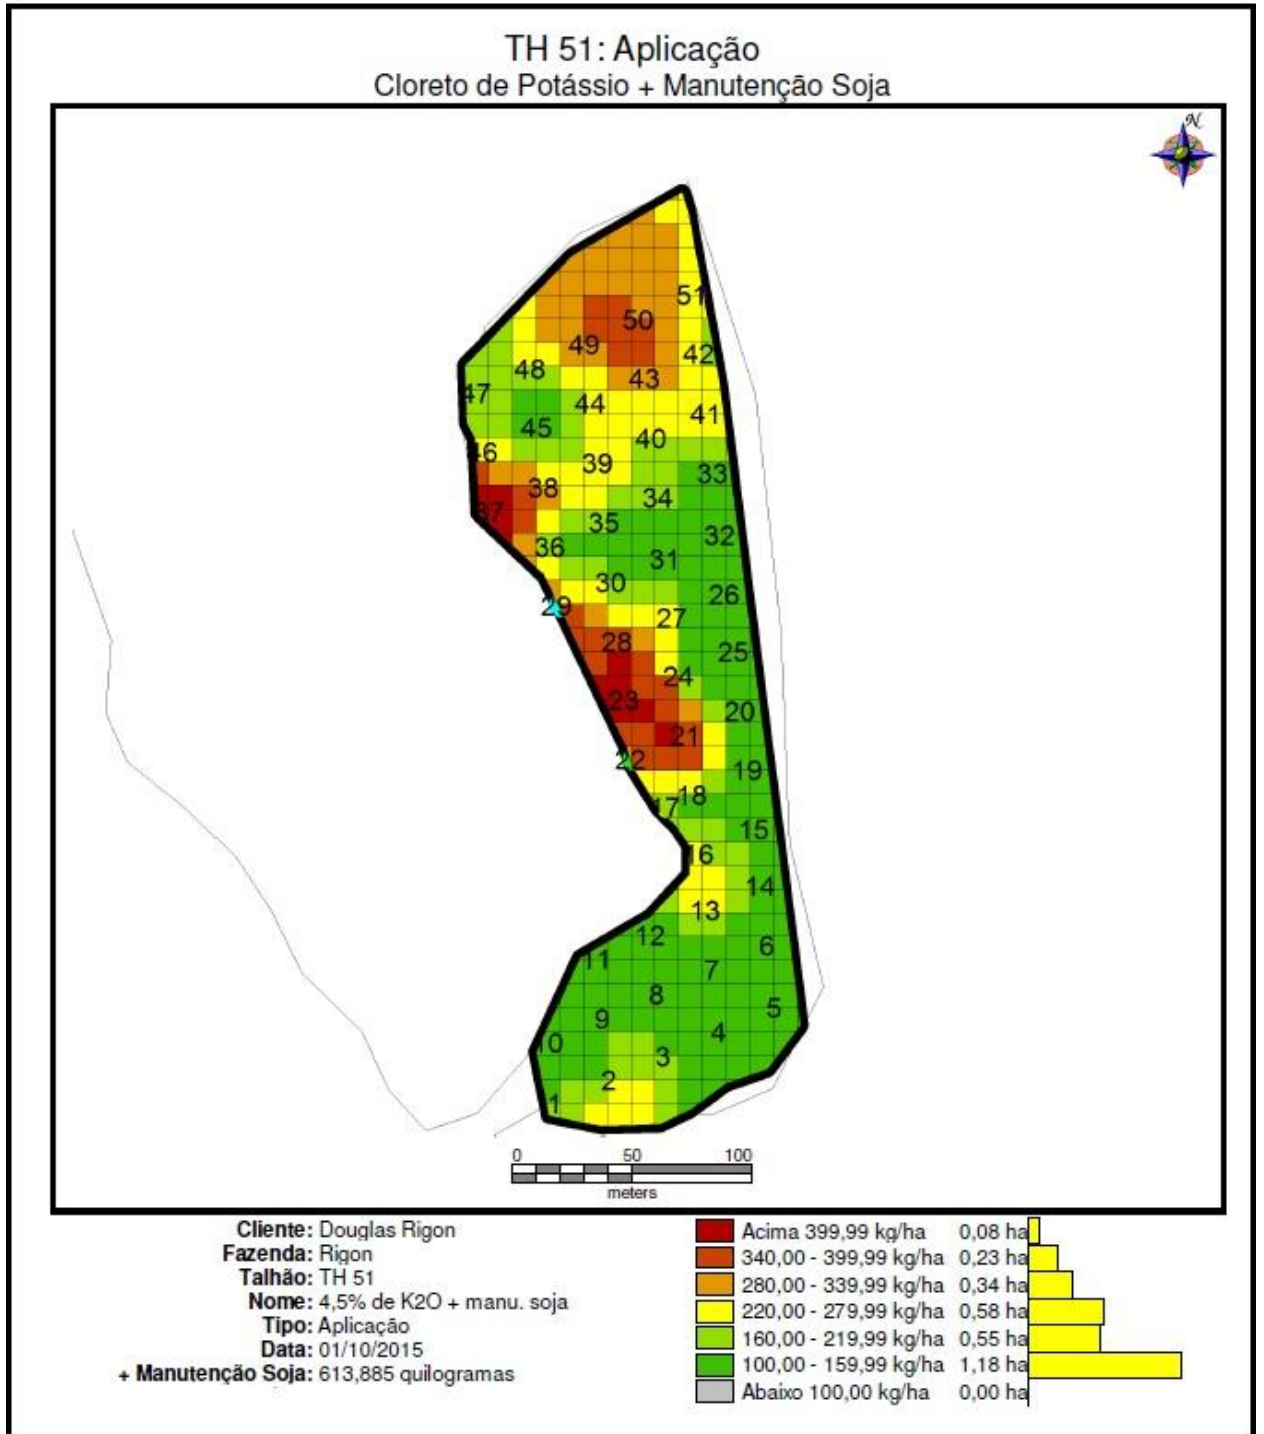 TH 51: Aplicação
Cloreto de Potássio + Manutenção Soja
N
51
50
49
42
48
43
47
44
41
45
40
46
39
33
38
34
37
35
32
36
31
30
26
29
27
28
25
24
23
20
21
22
19
18
17
15
16
14
13
12
6
11
7
8
5
9
4
10
3
2
1
0 50 100
meters
Cliente: Douglas Rigon
Fazenda: Rigon
Talhão: TH 51
Nome: 4,5% de K2O + manu. soja
Tipo: Aplicação
Data: 01/10/2015
+ Manutenção Soja: 613,885 quilogramas
Acima 399,99 kg/ha 0,08 ha
340,00 - 399,99 kg/ha 0,23 ha
280,00 - 339,99 kg/ha 0,34 ha
220,00 - 279,99 kg/ha 0,58 ha
160,00 - 219,99 kg/ha 0,55 ha
100,00 - 159,99 kg/ha 1,18 ha
Abaixo 100,00 kg/ha 0,00 ha